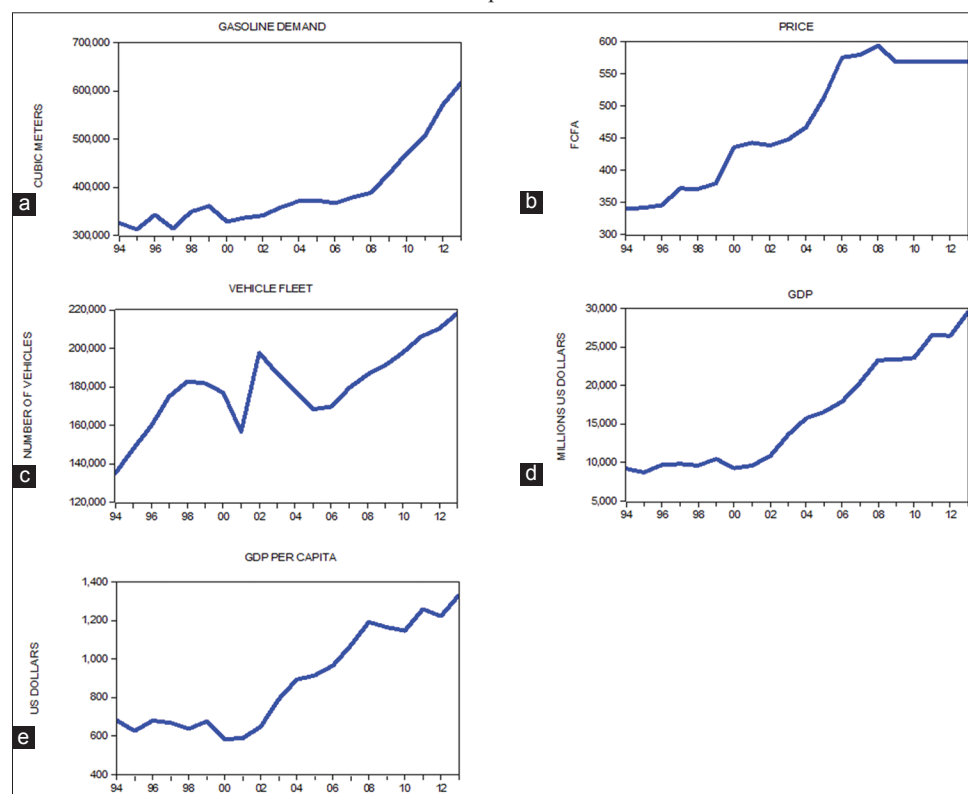 GASOLINE DEMAND
700,000
600,000
500,000
400,000
300,000
CUBIC METERS
94 96 98 00 02 04 06 08 10 12
a
PRICE
600
550
500
450
400
350
300
FCFA
94 96 98 00 02 04 06 08 10 12
b
VEHICLE FLEET
220,000
200,000
180,000
160,000
140,000
120,000
NUMBER OF VEHICLES
94 96 98 00 02 04 06 08 10 12
c
GDP
30,000
25,000
20,000
15,000
10,000
5,000
MILLIONS US DOLLARS
94 96 98 00 02 04 06 08 10 12
d
GDP PER CAPITA
1,400
1,200
1,000
800
600
400
US DOLLARS
94 96 98 00 02 04 06 08 10 12
e